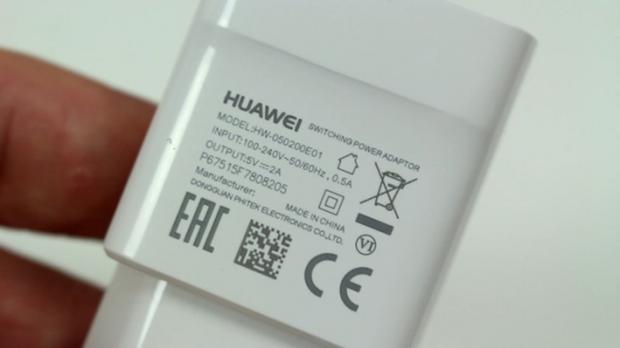 HUAWEI SWITCHING POWER ADAPTOR
MODEL:HW-050200E01
INPUT:100-240V~50/60Hz, 0.5A
OUTPUT:5V⎓2A
P67515F7808205
Manufacturer: MADE IN CHINA
DONGGUAN PHITEK ELECTRONICS CO.,LTD.
VI
EAC CE